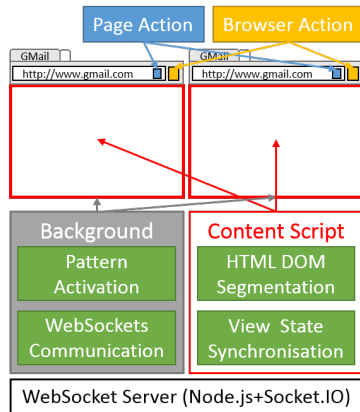 Page Action
Browser Action
GMail
GMail
http://www.gmail.com
http://www.gmail.com
Background
Pattern
Activation
WebSockets
Communication
Content Script
HTML DOM
Segmentation
View State
Synchronisation
WebSocket Server (Node.js+Socket.IO)